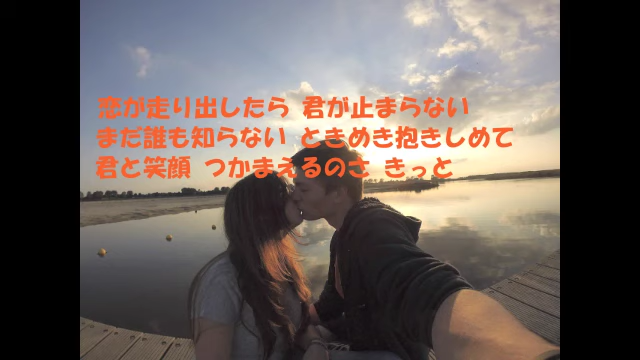 恋が走り出したら 君が止まらない
まだ誰も知らない ときめき抱きしめて
君と笑顔 つかまえるのさ きっと